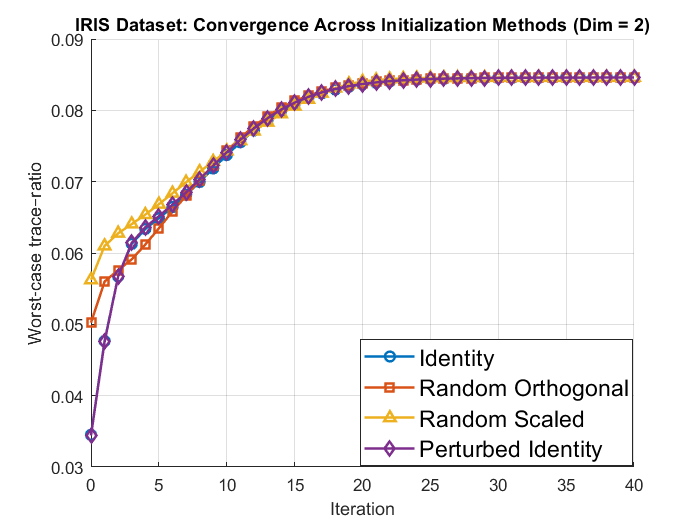 IRIS Dataset: Convergence Across Initialization Methods (Dim = 2)
0.09
0.08
0.07
0.06
0.05
0.04
0.03
Worst-case trace−ratio
Identity
Random Orthogonal
Random Scaled
Perturbed Identity
0 5 10 15 20 25 30 35 40
Iteration